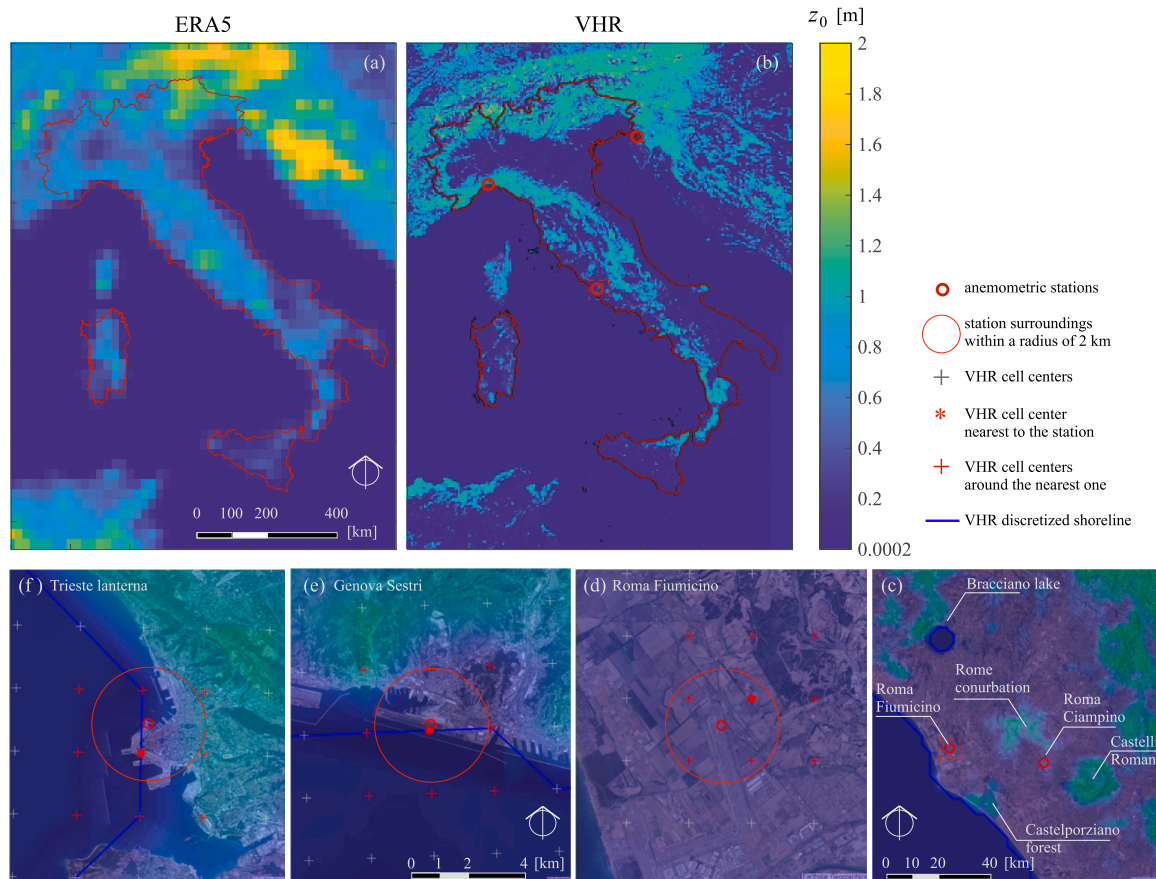 ERA5
VHR
z0 [m]
(a)
(b)
2
1.8
1.6
1.4
1.2
1
0.8
0.6
0.4
0.2
0.0002
0 100 200 400
[km]
anemometric stations
station surroundings
within a radius of 2 km
VHR cell centers
VHR cell center
nearest to the station
VHR cell centers
around the nearest one
VHR discretized shoreline
(f) Trieste lanterna
(e) Genova Sestri
0 1 2 4
[km]
(d) Roma Fiumicino
(c)
Bracciano lake
Rome
conurbation
Roma
Fiumicino
Roma
Ciampino
Castelli
Romani
Castelporziano
forest
[km]
0 10 20 40